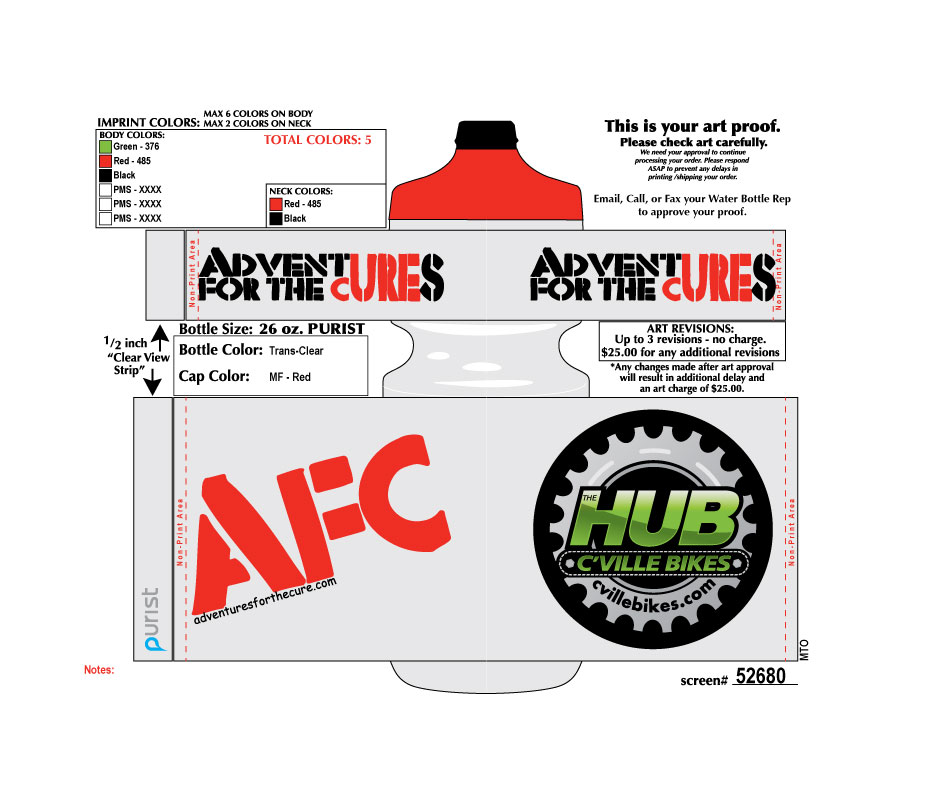 MAX 6 COLORS ON BODY
IMPRINT COLORS: MAX 2 COLORS ON NECK
BODY COLORS:
TOTAL COLORS: 5
Green - 376
Red - 485
Black
PMS - XXXX
PMS - XXXX
PMS - XXXX
NECK COLORS:
Red - 485
Black
This is your art proof.
Please check art carefully.
We need your approval to continue
processing your order. Please respond
ASAP to prevent any delays in
printing /shipping your order.
Email, Call, or Fax your Water Bottle Rep
to approve your proof.
Non-Print Area
ADVENTURES
FOR THE CURE
ADVENTURES
FOR THE CURE
Non-Print Area
1/2 inch
"Clear View
Strip"
Bottle Size: 26 oz. PURIST
Bottle Color: Trans-Clear
Cap Color: MF - Red
ART REVISIONS:
Up to 3 revisions - no charge.
$25.00 for any additional revisions
*Any changes made after art approval
will result in additional delay and
an art charge of $25.00.
purist
Non-Print Area
AFC
adventuresforthecure.com
THE
HUB
C'VILLE BIKES
cvillebikes.com
Non-Print Area
MTO
Notes:
screen# 52680